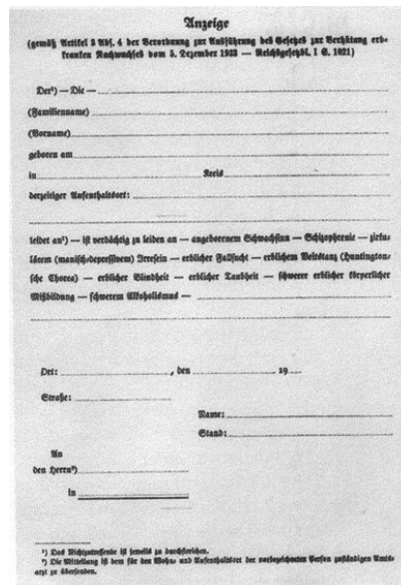 Anzeige
(gemäß Artikel 3 Abs. 4 der Verordnung zur Ausführung des Gesetzes zur Verhütung erb-
kranken Nachwuchses vom 5. Dezember 1933 — Reichsgesetzbl. I S. 1021)
Der¹) — Die —
(Familienname)
(Vorname)
geboren am
in Kreis
derzeitiger Aufenthaltsort:
leidet an¹) — ist verdächtig zu leiden an — angeborenem Schwachsinn — Schizophrenie — zirku-
lärem (manisch-depressivem) Irresein — erblicher Fallsucht — erblichem Veitstanz (Huntington-
sche Chorea) — erblicher Blindheit — erblicher Taubheit — schwerer erblicher körperlicher
Mißbildung — schwerem Alkoholismus —
Ort: , den 19
Straße:
Name:
Stand:
An
den Herrn²)
in
¹) Das Nichtzutreffende ist jeweils zu durchstreichen.
²) Die Mitteilung ist dem für den Wohn- und Aufenthaltsort der vorbezeichneten Person zuständigen Amts-
arzt zu übersenden.